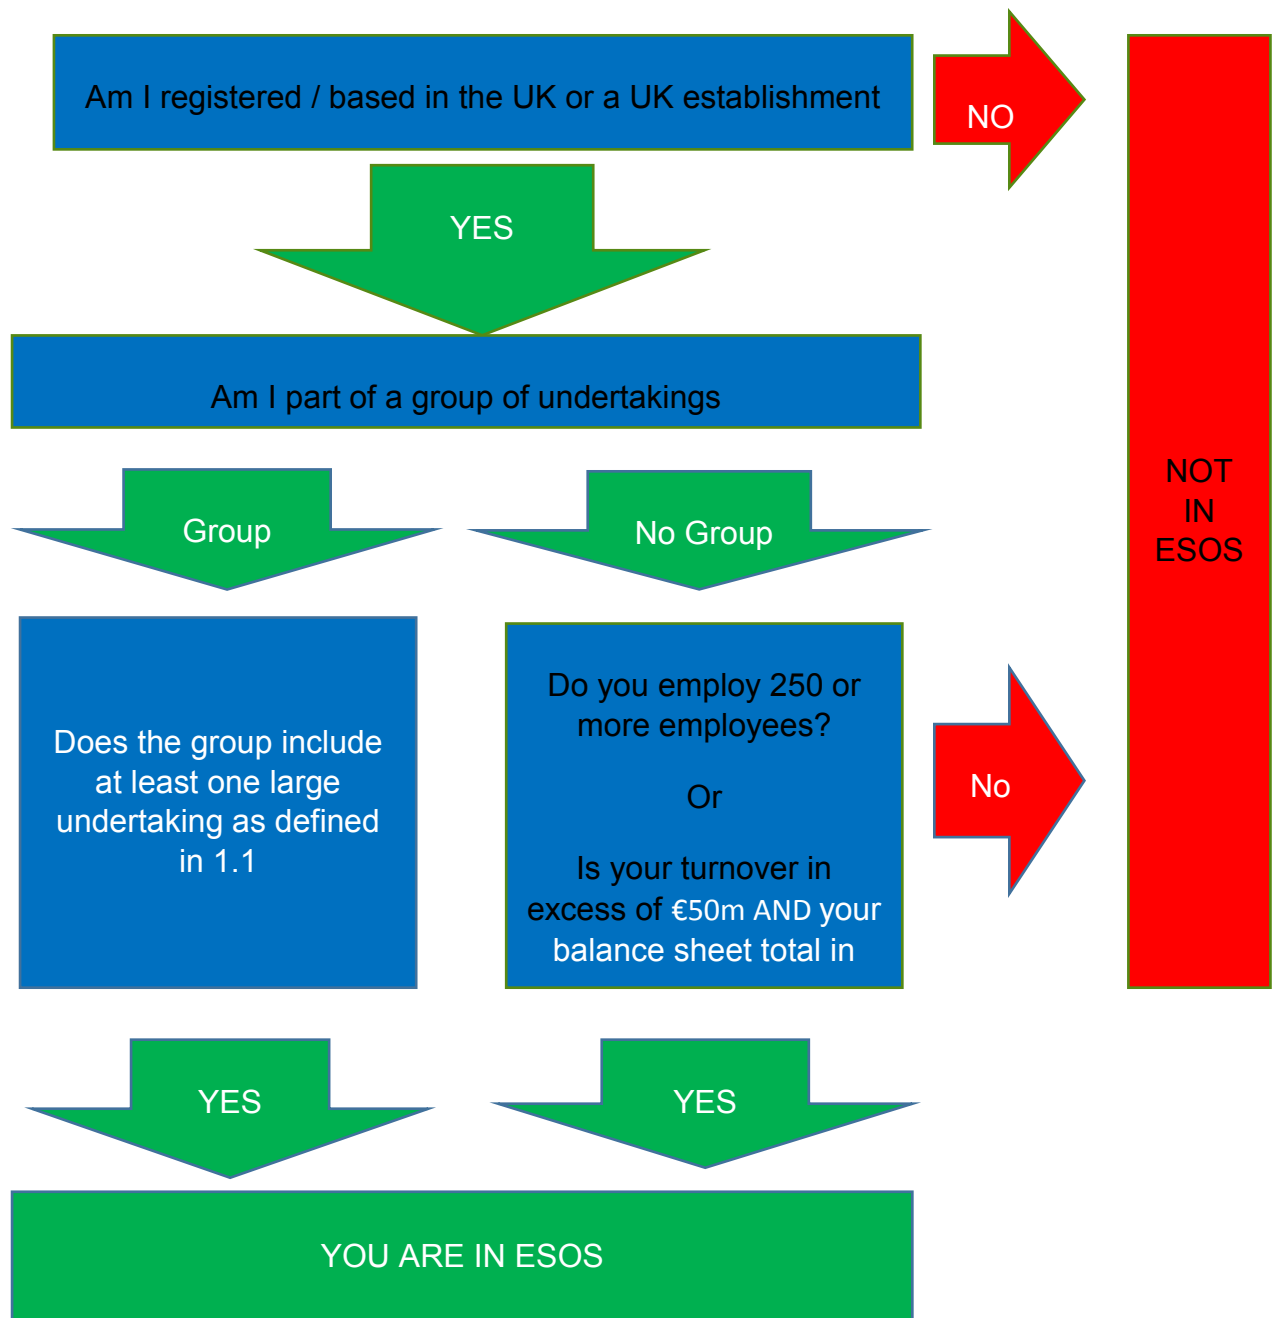 Am I registered / based in the UK or a UK establishment
NO
YES
Am I part of a group of undertakings
Group
No Group
NOT
IN
ESOS
Does the group include
at least one large
undertaking as defined
in 1.1
Do you employ 250 or
more employees?
Or
Is your turnover in
excess of €50m AND your
balance sheet total in
No
YES
YES
YOU ARE IN ESOS